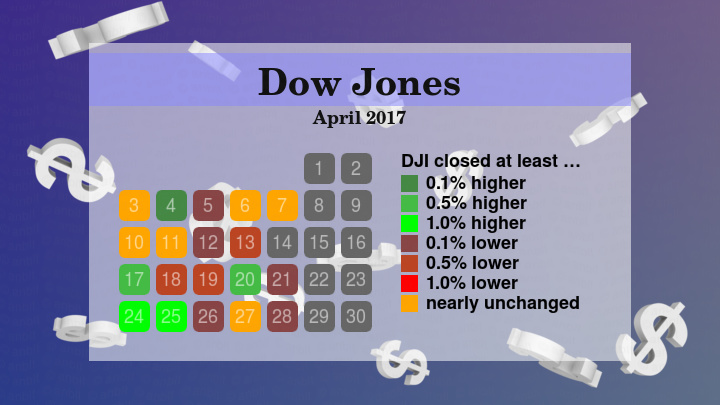 Dow Jones
April 2017
1 2
3 4 5 6 7 8 9
10 11 12 13 14 15 16
17 18 19 20 21 22 23
24 25 26 27 28 29 30
DJI closed at least …
0.1% higher
0.5% higher
1.0% higher
0.1% lower
0.5% lower
1.0% lower
nearly unchanged